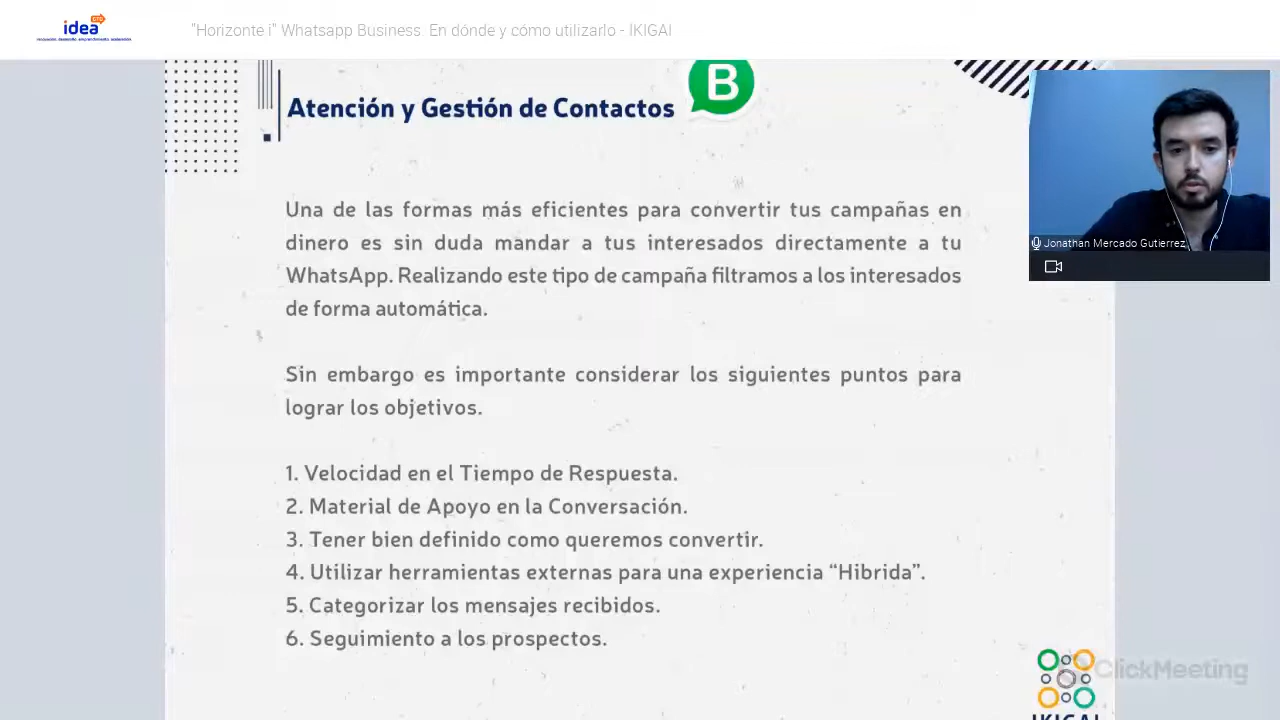 idea
GTO
"Horizonte i" Whatsapp Business En dónde y cómo utilizarlo - IKIGAI
B
Atención y Gestión de Contactos
Una de las formas más eficientes para convertir tus campañas en
dinero es sin duda mandar a tus interesados directamente a tu
WhatsApp. Realizando este tipo de campaña filtramos a los interesados
de forma automática.
Sin embargo es importante considerar los siguientes puntos para
lograr los objetivos.
1. Velocidad en el Tiempo de Respuesta.
2. Material de Apoyo en la Conversación.
3. Tener bien definido como queremos convertir.
4. Utilizar herramientas externas para una experiencia “Hibrida”.
5. Categorizar los mensajes recibidos.
6. Seguimiento a los prospectos.
Jonathan Mercado Gutierrez
ClickMeeting
IKIGAI